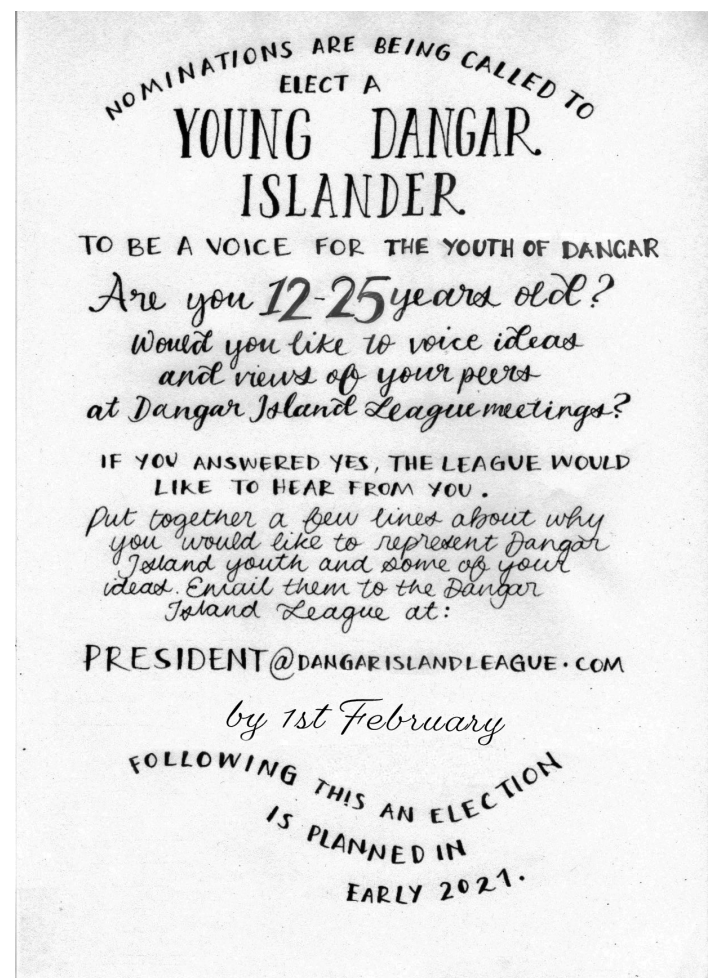 NOMINATIONS ARE BEING CALLED TO
ELECT A
YOUNG DANGAR
ISLANDER
TO BE A VOICE FOR THE YOUTH OF DANGAR
Are you 12-25 years old?
Would you like to voice ideas
and views of your peers
at Dangar Island League meetings?
IF YOU ANSWERED YES, THE LEAGUE WOULD
LIKE TO HEAR FROM YOU.
Put together a few lines about why
you would like to represent Dangar
Island youth and some of your
ideas. Email them to the Dangar
Island League at:
PRESIDENT@DANGARISLANDLEAGUE.COM
by 1st February
FOLLOWING THIS AN ELECTION
IS PLANNED IN
EARLY 2021.